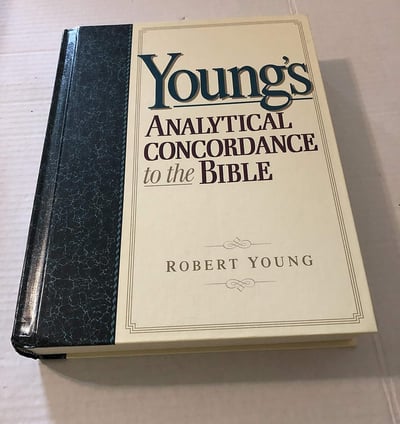 Young's
ANALYTICAL
CONCORDANCE
to the BIBLE
ROBERT YOUNG